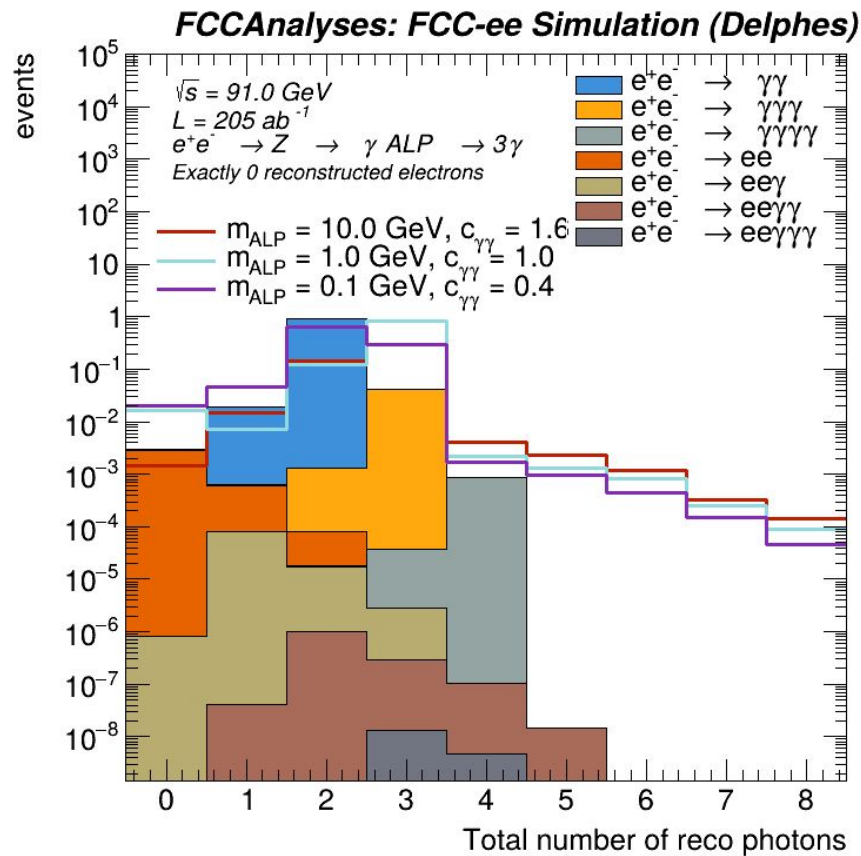 FCCAnalyses: FCC-ee Simulation (Delphes)
events
10⁵
10⁴
10³
10²
10
1
10⁻¹
10⁻²
10⁻³
10⁻⁴
10⁻⁵
10⁻⁶
10⁻⁷
10⁻⁸
√s = 91.0 GeV
L = 205 ab⁻¹
e⁺e⁻ → Z → γ ALP → 3γ
Exactly 0 reconstructed electrons
m_ALP = 10.0 GeV, c_γγ = 1.6
m_ALP = 1.0 GeV, c_γγ = 1.0
m_ALP = 0.1 GeV, c_γγ = 0.4
e⁺e⁻ → γγ
e⁺e⁻ → γγγ
e⁺e⁻ → γγγγ
e⁺e⁻ → ee
e⁺e⁻ → eeγ
e⁺e⁻ → eeγγ
e⁺e⁻ → eeγγγ
0 1 2 3 4 5 6 7 8
Total number of reco photons